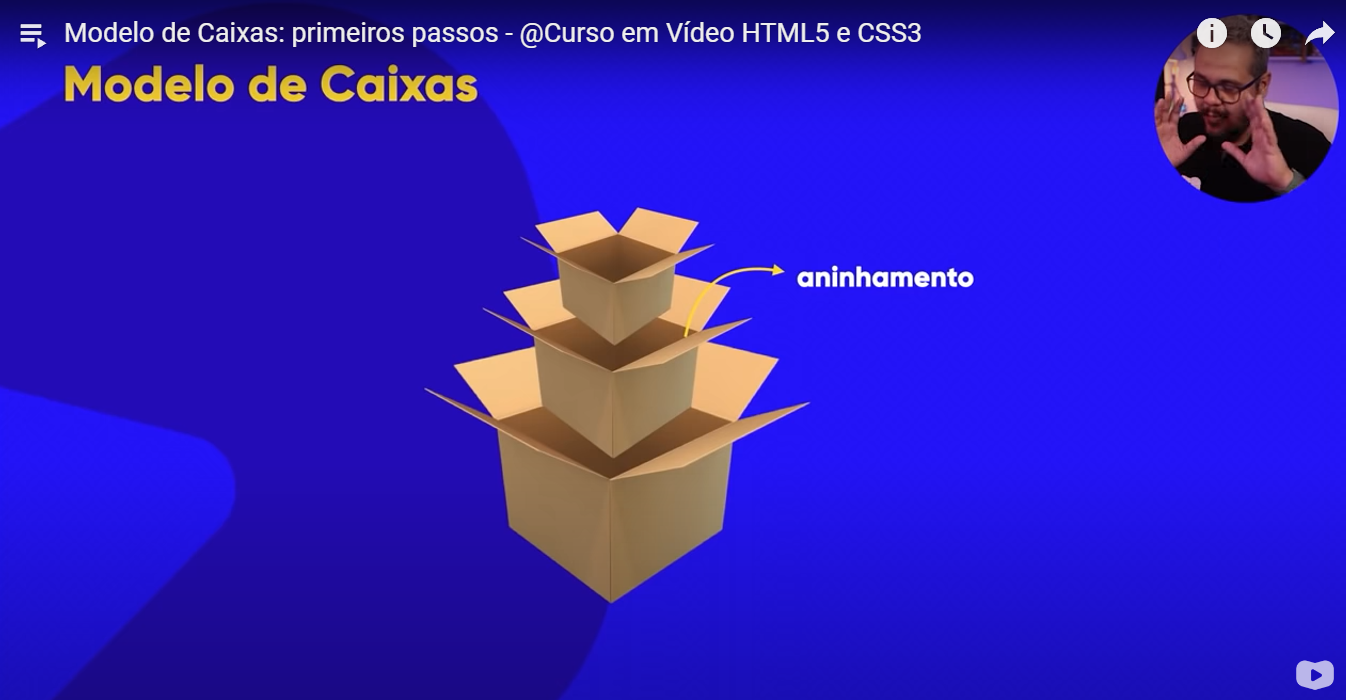 Modelo de Caixas: primeiros passos - @Curso em Vídeo HTML5 e CSS3
Modelo de Caixas
aninhamento